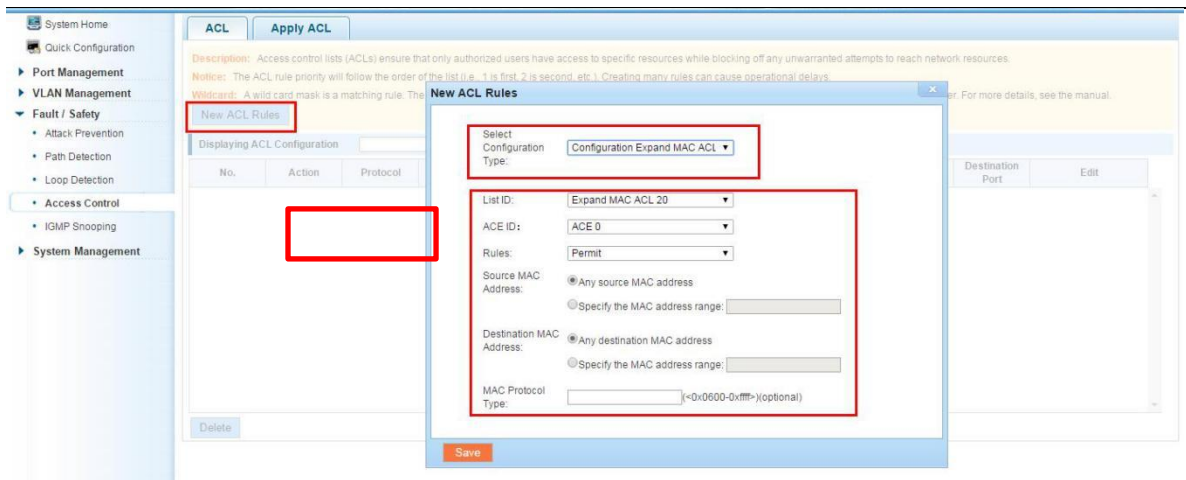 System Home
Quick Configuration
Port Management
VLAN Management
Fault / Safety
Attack Prevention
Path Detection
Loop Detection
Access Control
IGMP Snooping
System Management
ACL
Apply ACL
Description: Access control lists (ACLs) ensure that only authorized users have access to specific resources while blocking off any unwarranted attempts to reach network resources.
Notice: The ACL rule priority will follow the order of the list (i.e., 1 is first, 2 is second, etc.). Creating many rules can cause operational delays.
Wildcard: A wild card mask is a matching rule. The
er. For more details, see the manual.
New ACL Rules
Displaying ACL Configuration
No.
Action
Protocol
Destination Port
Edit
Delete
New ACL Rules
x
Select Configuration Type:
Configuration Expand MAC ACL
List ID:
Expand MAC ACL 20
ACE ID:
ACE 0
Rules:
Permit
Source MAC Address:
Any source MAC address
Specify the MAC address range:
Destination MAC Address:
Any destination MAC address
Specify the MAC address range:
MAC Protocol Type:
(<0x0600-0xffff>)(optional)
Save